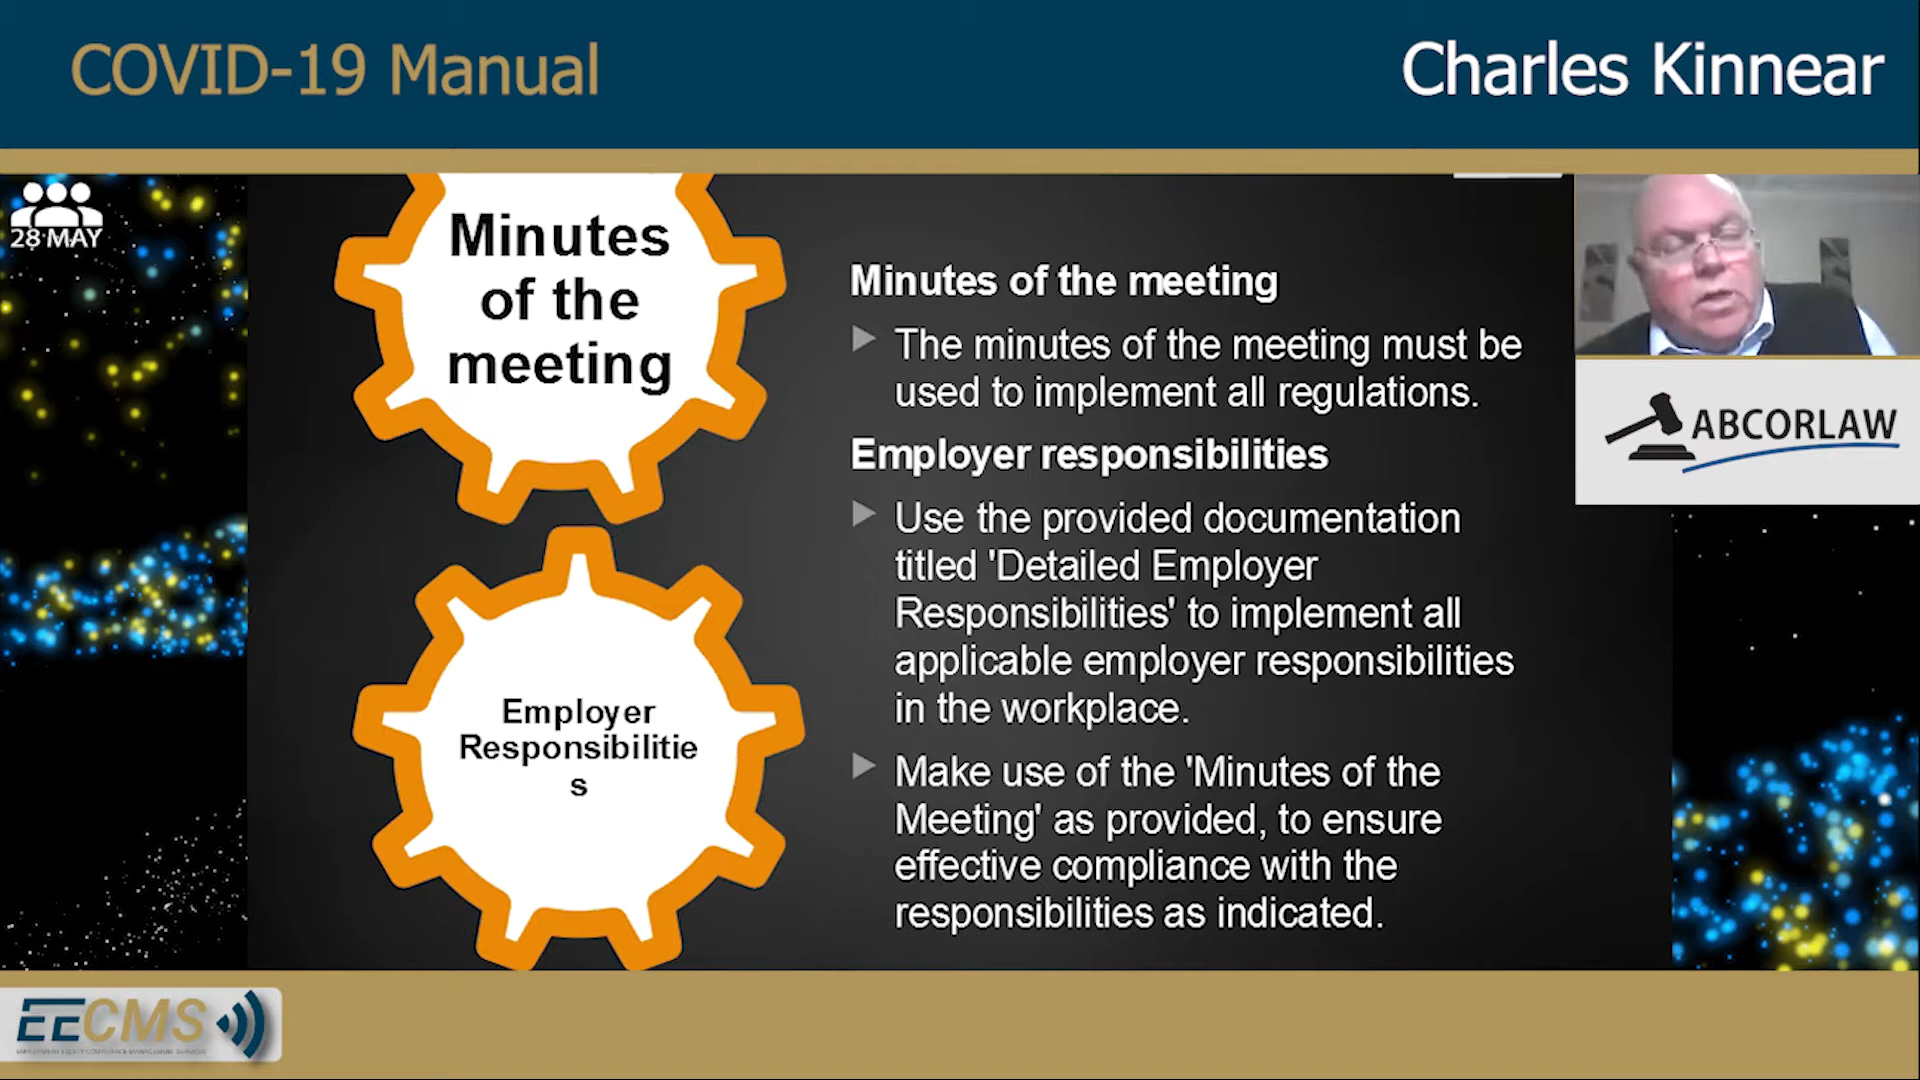 COVID-19 Manual
Charles Kinnear
28 MAY
Minutes
of the
meeting
Employer
Responsibilitie
s
Minutes of the meeting
The minutes of the meeting must be
used to implement all regulations.
Employer responsibilities
Use the provided documentation
titled 'Detailed Employer
Responsibilities' to implement all
applicable employer responsibilities
in the workplace.
Make use of the 'Minutes of the
Meeting' as provided, to ensure
effective compliance with the
responsibilities as indicated.
ABCORLAW
EECMS